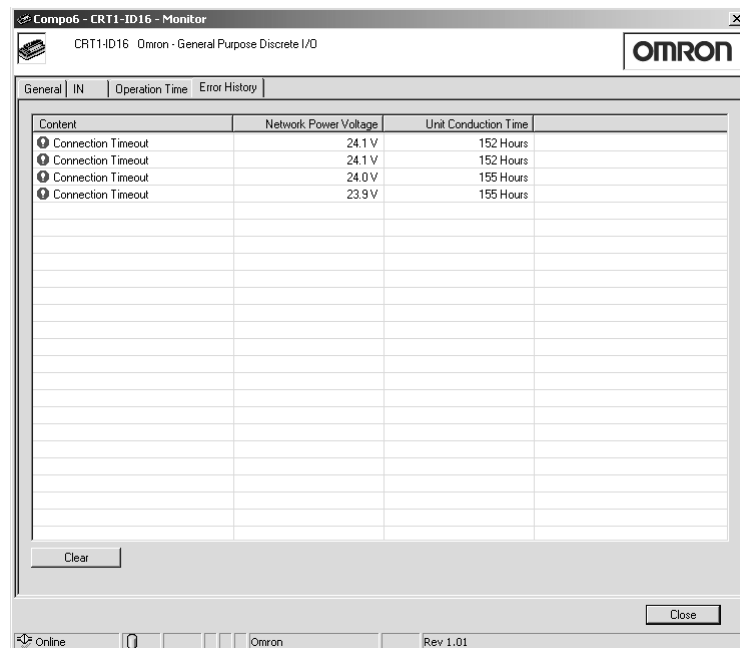 Compo6 - CRT1-ID16 - Monitor
CRT1-ID16 Omron - General Purpose Discrete I/O
OMRON
General IN Operation Time Error History
Content Network Power Voltage Unit Conduction Time
Connection Timeout 24.1 V 152 Hours
Connection Timeout 24.1 V 152 Hours
Connection Timeout 24.0 V 155 Hours
Connection Timeout 23.9 V 155 Hours
Clear
Close
Online Omron Rev 1.01